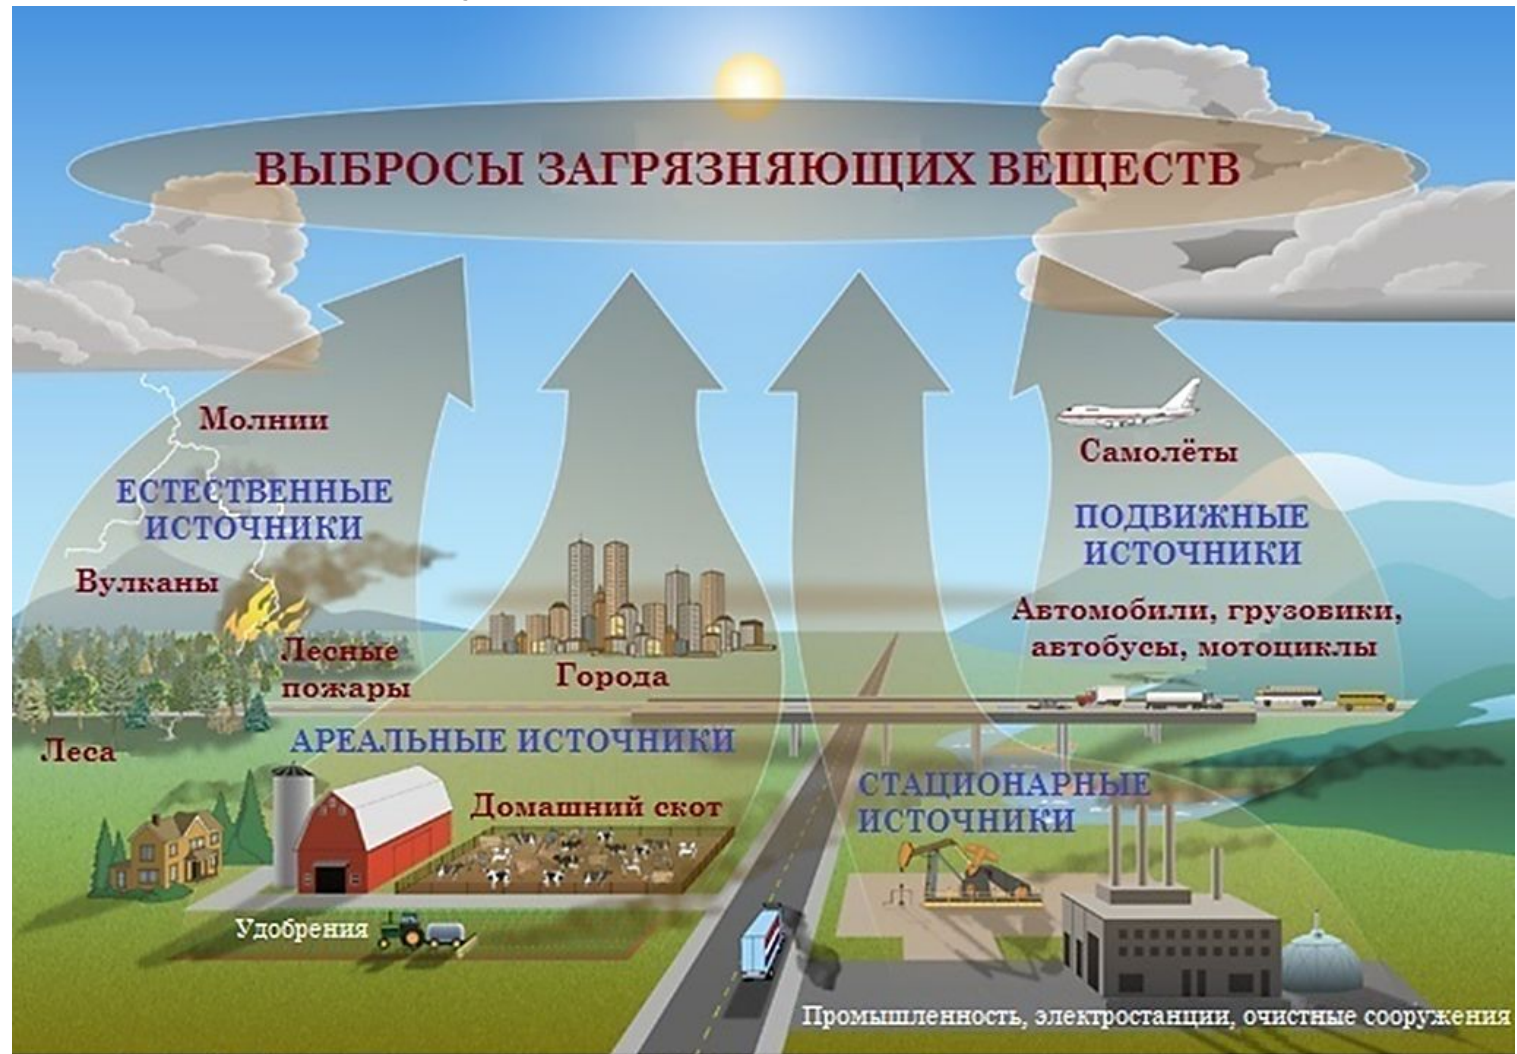 ВЫБРОСЫ ЗАГРЯЗНЯЮЩИХ ВЕЩЕСТВ
Молнии
ЕСТЕСТВЕННЫЕ
ИСТОЧНИКИ
Вулканы
Лесные
пожары
Леса
Города
АРЕАЛЬНЫЕ ИСТОЧНИКИ
Домашний скот
Удобрения
Самолёты
ПОДВИЖНЫЕ
ИСТОЧНИКИ
Автомобили, грузовики,
автобусы, мотоциклы
СТАЦИОНАРНЫЕ
ИСТОЧНИКИ
Промышленность, электростанции, очистные сооружения